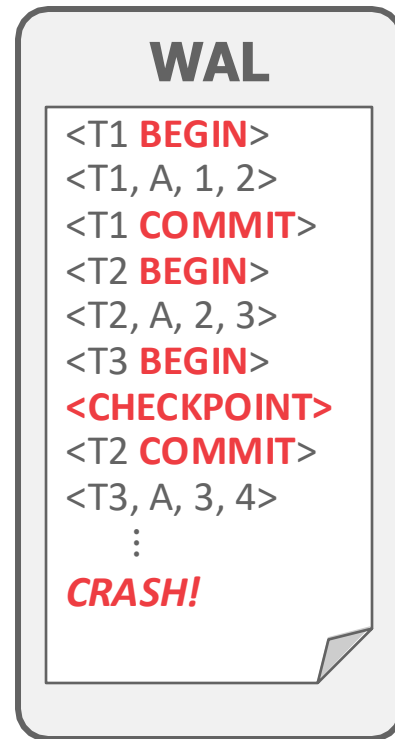 WAL
<T1 BEGIN>
<T1, A, 1, 2>
<T1 COMMIT>
<T2 BEGIN>
<T2, A, 2, 3>
<T3 BEGIN>
<CHECKPOINT>
<T2 COMMIT>
<T3, A, 3, 4>
⋮
CRASH!